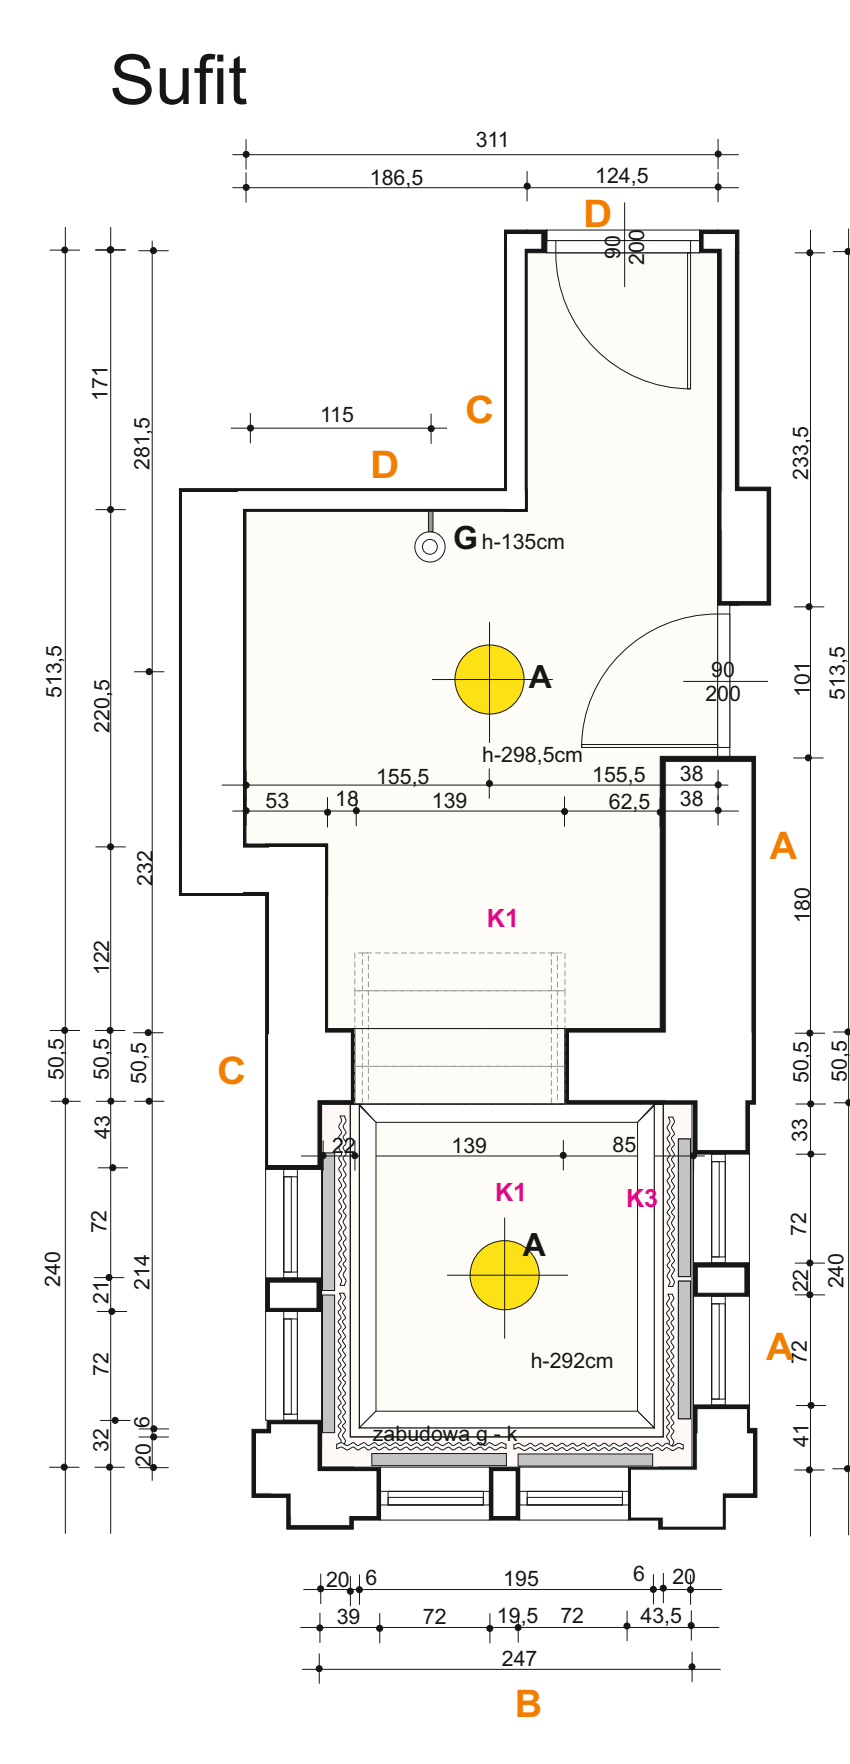 Sufit
311
186,5 124,5
D
90
200
171
281,5
115
C
D
233,5
G h-135cm
513,5
220,5
A
90
200
101
513,5
h-298,5cm
155,5 155,5 38
53 18 139 62,5 38
A
232
180
122
K1
50,5 50,5 50,5
C
50,5 50,5
43
33
22 139 85
K1 K3
72
72
A
240
214
21
22
240
h-292cm
72
A
72
zabudowa g - k
6
32
20
41
20 6 195 6 20
39 72 19,5 72 43,5
247
B